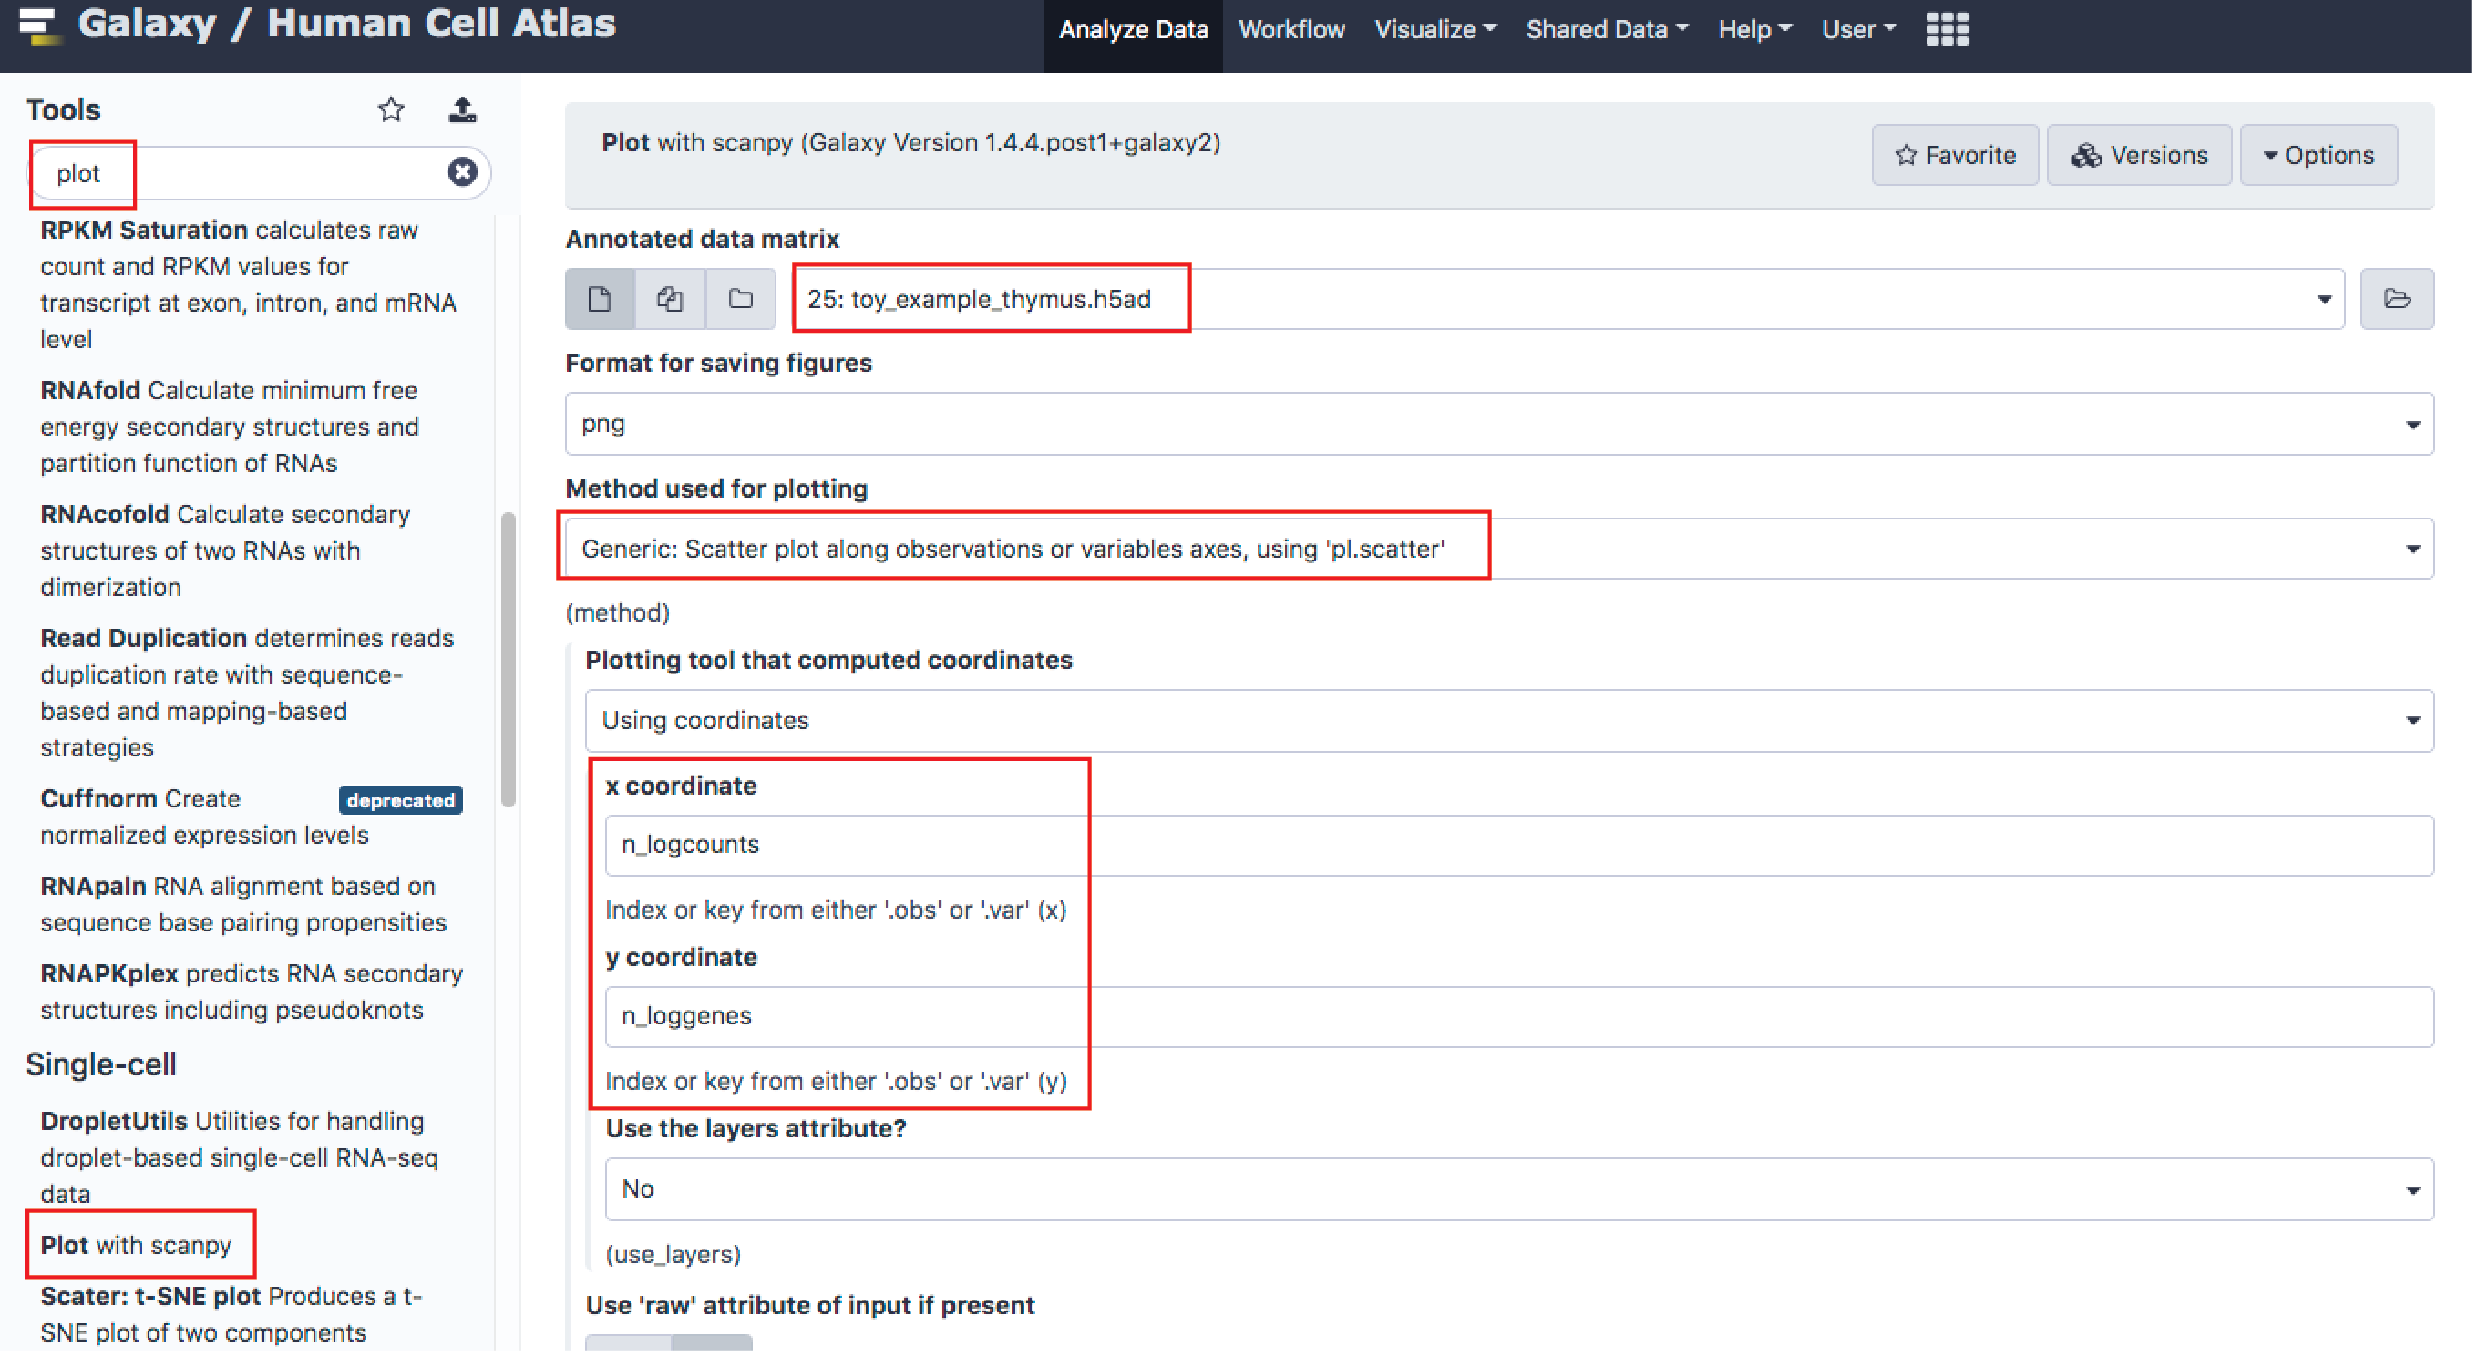 Galaxy / Human Cell Atlas
Analyze Data
Workflow
Visualize
Shared Data
Help
User
Tools
plot
RPKM Saturation calculates raw
count and RPKM values for
transcript at exon, intron, and mRNA
level
RNAfold Calculate minimum free
energy secondary structures and
partition function of RNAs
RNAcofold Calculate secondary
structures of two RNAs with
dimerization
Read Duplication determines reads
duplication rate with sequence-
based and mapping-based
strategies
Cuffnorm Create
deprecated
normalized expression levels
RNApaln RNA alignment based on
sequence base pairing propensities
RNAPKplex predicts RNA secondary
structures including pseudoknots
Single-cell
DropletUtils Utilities for handling
droplet-based single-cell RNA-seq
data
Plot with scanpy
Scater: t-SNE plot Produces a t-
SNE plot of two components
Plot with scanpy (Galaxy Version 1.4.4.post1+galaxy2)
Favorite
Versions
Options
Annotated data matrix
25: toy_example_thymus.h5ad
Format for saving figures
png
Method used for plotting
Generic: Scatter plot along observations or variables axes, using 'pl.scatter'
(method)
Plotting tool that computed coordinates
Using coordinates
x coordinate
n_logcounts
Index or key from either '.obs' or '.var' (x)
y coordinate
n_loggenes
Index or key from either '.obs' or '.var' (y)
Use the layers attribute?
No
(use_layers)
Use 'raw' attribute of input if present